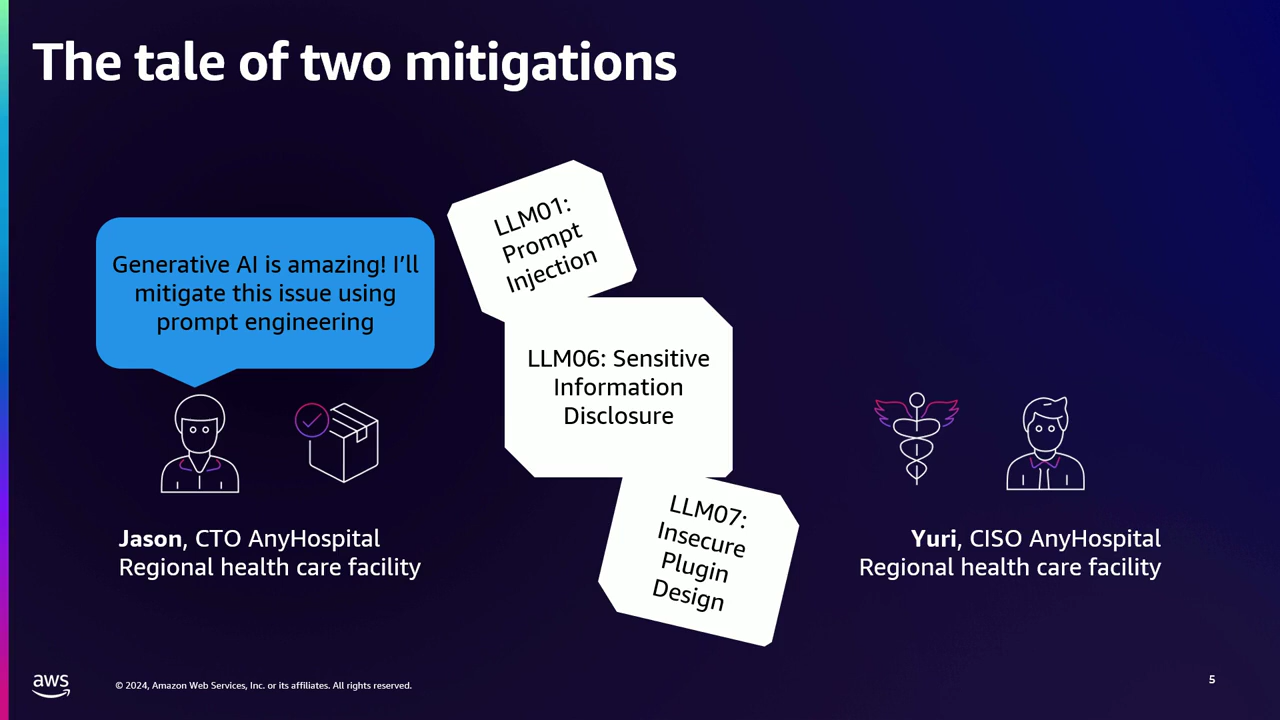 The tale of two mitigations
Generative AI is amazing! I’ll
mitigate this issue using
prompt engineering
LLM01:
Prompt
Injection
LLM06: Sensitive
Information
Disclosure
LLM07:
Insecure
Plugin
Design
Jason, CTO AnyHospital
Regional health care facility
Yuri, CISO AnyHospital
Regional health care facility
aws
© 2024, Amazon Web Services, Inc. or its affiliates. All rights reserved.
5